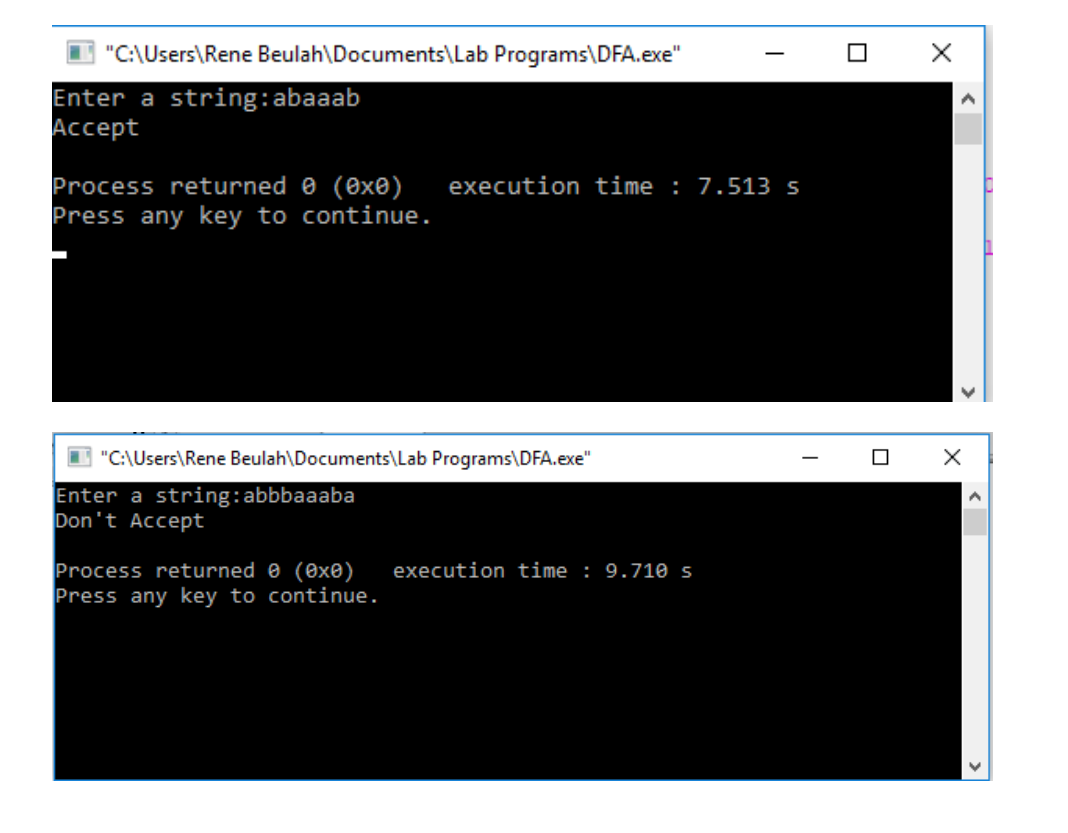 "C:\Users\Rene Beulah\Documents\Lab Programs\DFA.exe"
Enter a string:abaaab
Accept
Process returned 0 (0x0)   execution time : 7.513 s
Press any key to continue.
"C:\Users\Rene Beulah\Documents\Lab Programs\DFA.exe"
Enter a string:abbbaaaba
Don't Accept
Process returned 0 (0x0)   execution time : 9.710 s
Press any key to continue.